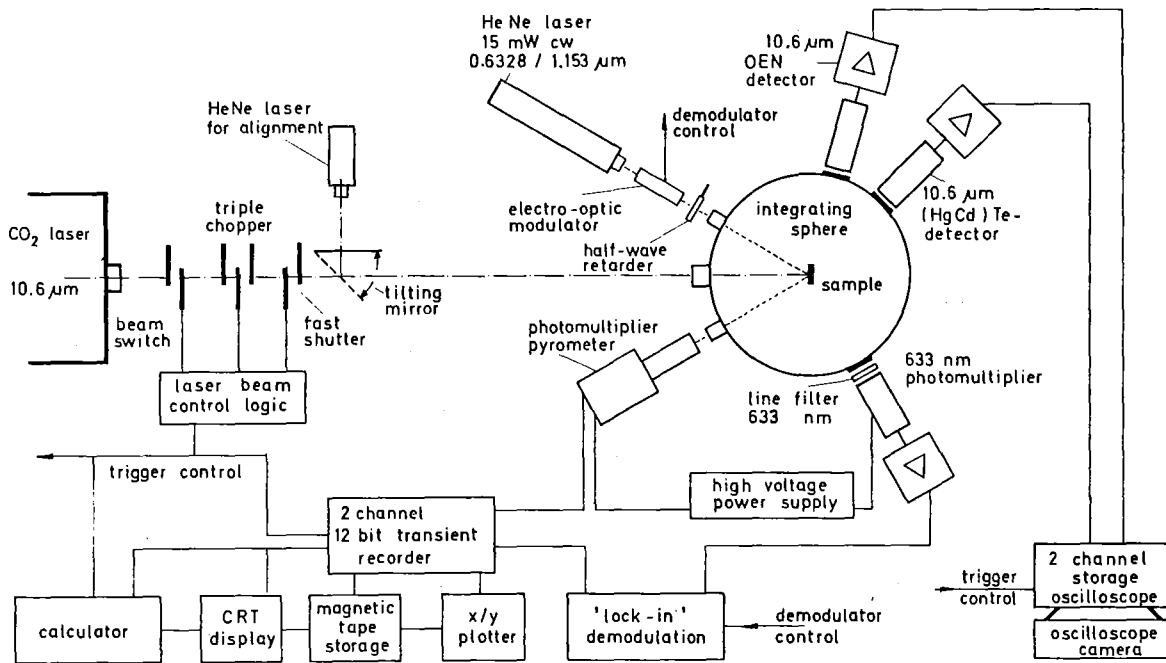 HeNe laser
15 mW cw
0.6328 / 1.153 µm
10.6 µm
OEN
detector
HeNe laser
for alignment
demodulator
control
triple
chopper
CO2 laser
10.6 µm
electro-optic
modulator
half-wave
retarder
integrating
sphere
10.6 µm
(HgCd) Te-
detector
sample
tilting
mirror
beam
switch
fast
shutter
photomultiplier
pyrometer
633 nm
photomultiplier
line filter
633 nm
laser beam
control logic
trigger control
high voltage
power supply
2 channel
12 bit transient
recorder
trigger
control
2 channel
storage
oscilloscope
oscilloscope
camera
calculator
CRT
display
magnetic
tape
storage
x/y
plotter
'lock-in'
demodulation
demodulator
control